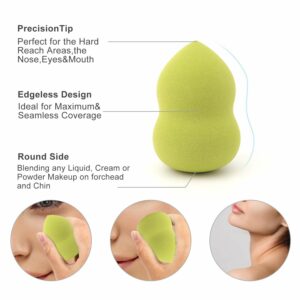 PrecisionTip
Perfect for the Hard
Reach Areas,the
Nose,Eyes&Mouth
Edgeless Design
Ideal for Maximum&
Seamless Coverage
Round Side
Blending any Liquid, Cream or
Powder Makeup on forchead
and Chin